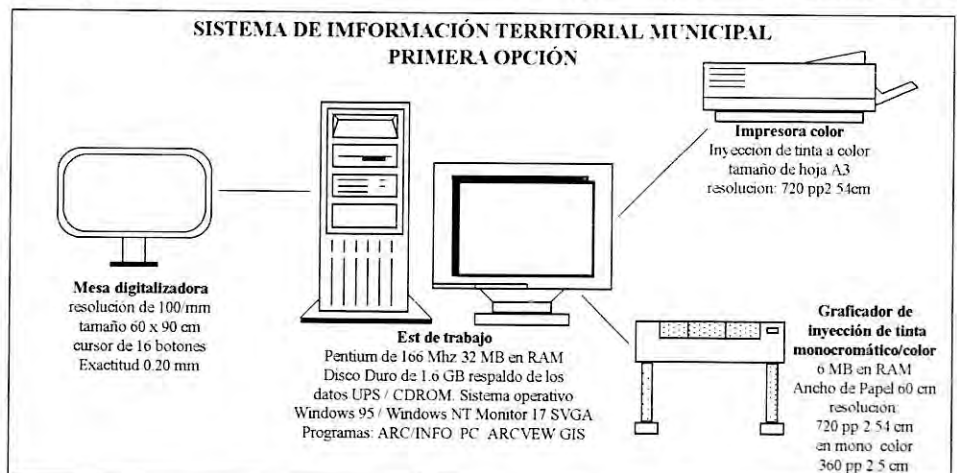 SISTEMA DE IMFORMACIÓN TERRITORIAL MUNICIPAL
PRIMERA OPCIÓN
Impresora color
Inyección de tinta a color
tamaño de hoja A3
resolucion: 720 pp2 54cm
Mesa digitalizadora
resolución de 100/mm
tamaño 60 x 90 cm
cursor de 16 botones
Exactitud 0.20 mm
Est de trabajo
Pentium de 166 Mhz 32 MB en RAM
Disco Duro de 1.6 GB respaldo de los
datos UPS / CDROM. Sistema operativo
Windows 95 / Windows NT Monitor 17 SVGA
Programas: ARC/INFO PC ARCVEW GIS
Graficador de
inyección de tinta
monocromático/color
6 MB en RAM
Ancho de Papel 60 cm
resolución
720 pp 2 54 cm
en mono color
360 pp 2.5 cm